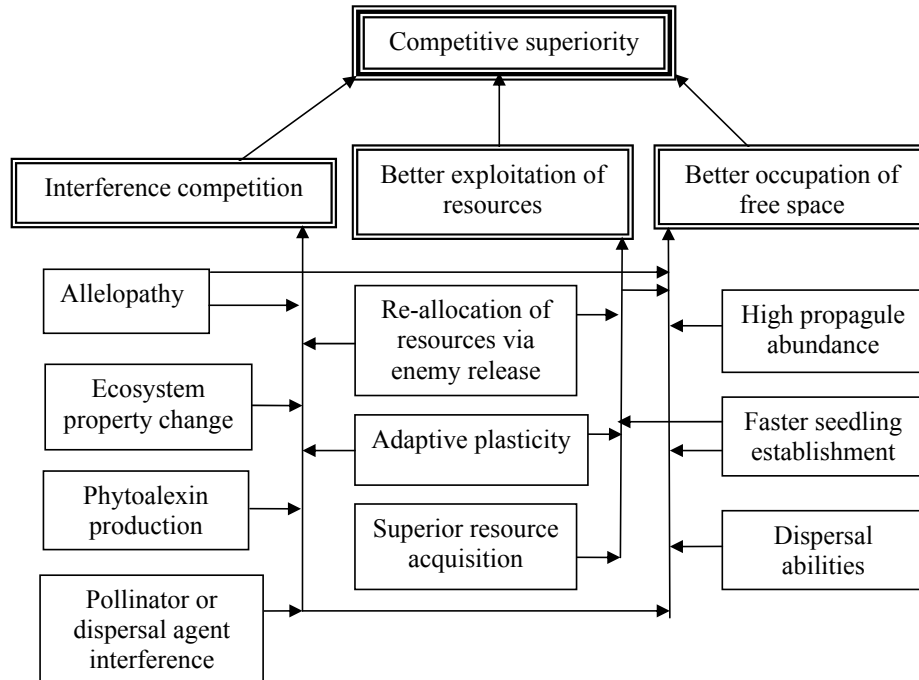 Competitive superiority
Interference competition
Better exploitation of
resources
Better occupation of
free space
Allelopathy
Ecosystem
property change
Phytoalexin
production
Pollinator or
dispersal agent
interference
Re-allocation of
resources via
enemy release
Adaptive plasticity
Superior resource
acquisition
High propagule
abundance
Faster seedling
establishment
Dispersal
abilities